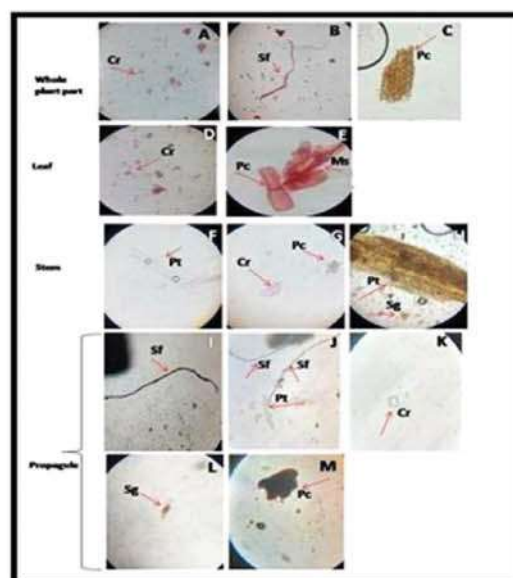 A B C
Cr Sf Pc
Whole
plant part
D E
Cr Pc Ms
Leaf
F G H
Pt Cr Pc Pt
Sg
Stem
I J K
Sf Sf Sf
Pt Cr
Propagule
L M
Sg Pc